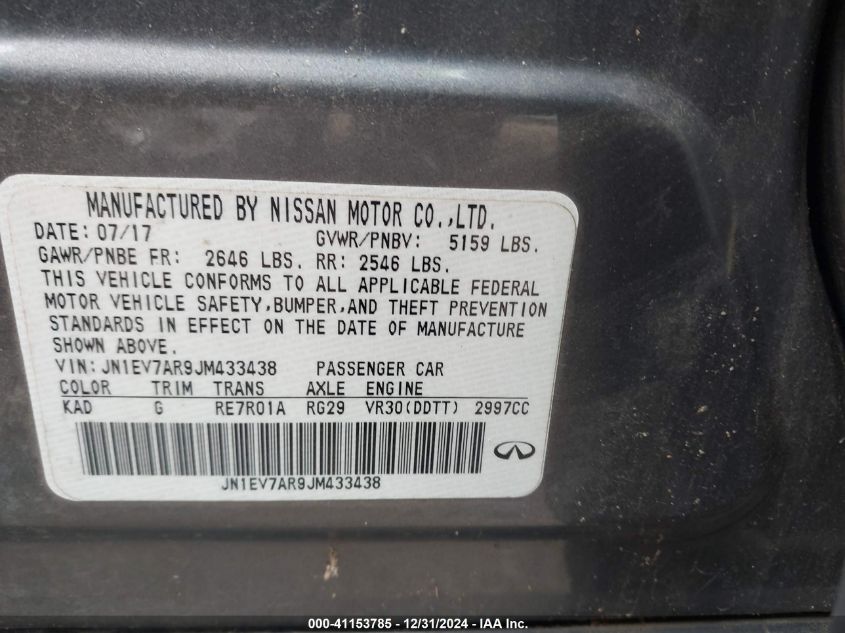 MANUFACTURED BY NISSAN MOTOR CO.,LTD.
DATE: 07/17 GVWR/PNBV: 5159 LBS.
GAWR/PNBE FR: 2646 LBS. RR: 2546 LBS.
THIS VEHICLE CONFORMS TO ALL APPLICABLE FEDERAL
MOTOR VEHICLE SAFETY,BUMPER,AND THEFT PREVENTION
STANDARDS IN EFFECT ON THE DATE OF MANUFACTURE
SHOWN ABOVE.
VIN:JN1EV7AR9JM433438 PASSENGER CAR
COLOR TRIM TRANS AXLE ENGINE
KAD G RE7R01A RG29 VR30(DDTT) 2997CC
JN1EV7AR9JM433438
000-41153785 - 12/31/2024 - IAA Inc.